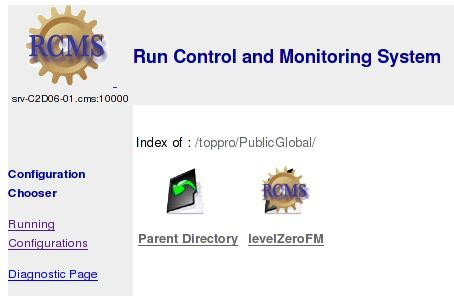 RCMS
Run Control and Monitoring System
srv-C2D06-01.cms:10000
Index of : /toppro/PublicGlobal/
Configuration
Chooser
RCMS
Running
Configurations
Parent Directory levelZeroFM
Diagnostic Page